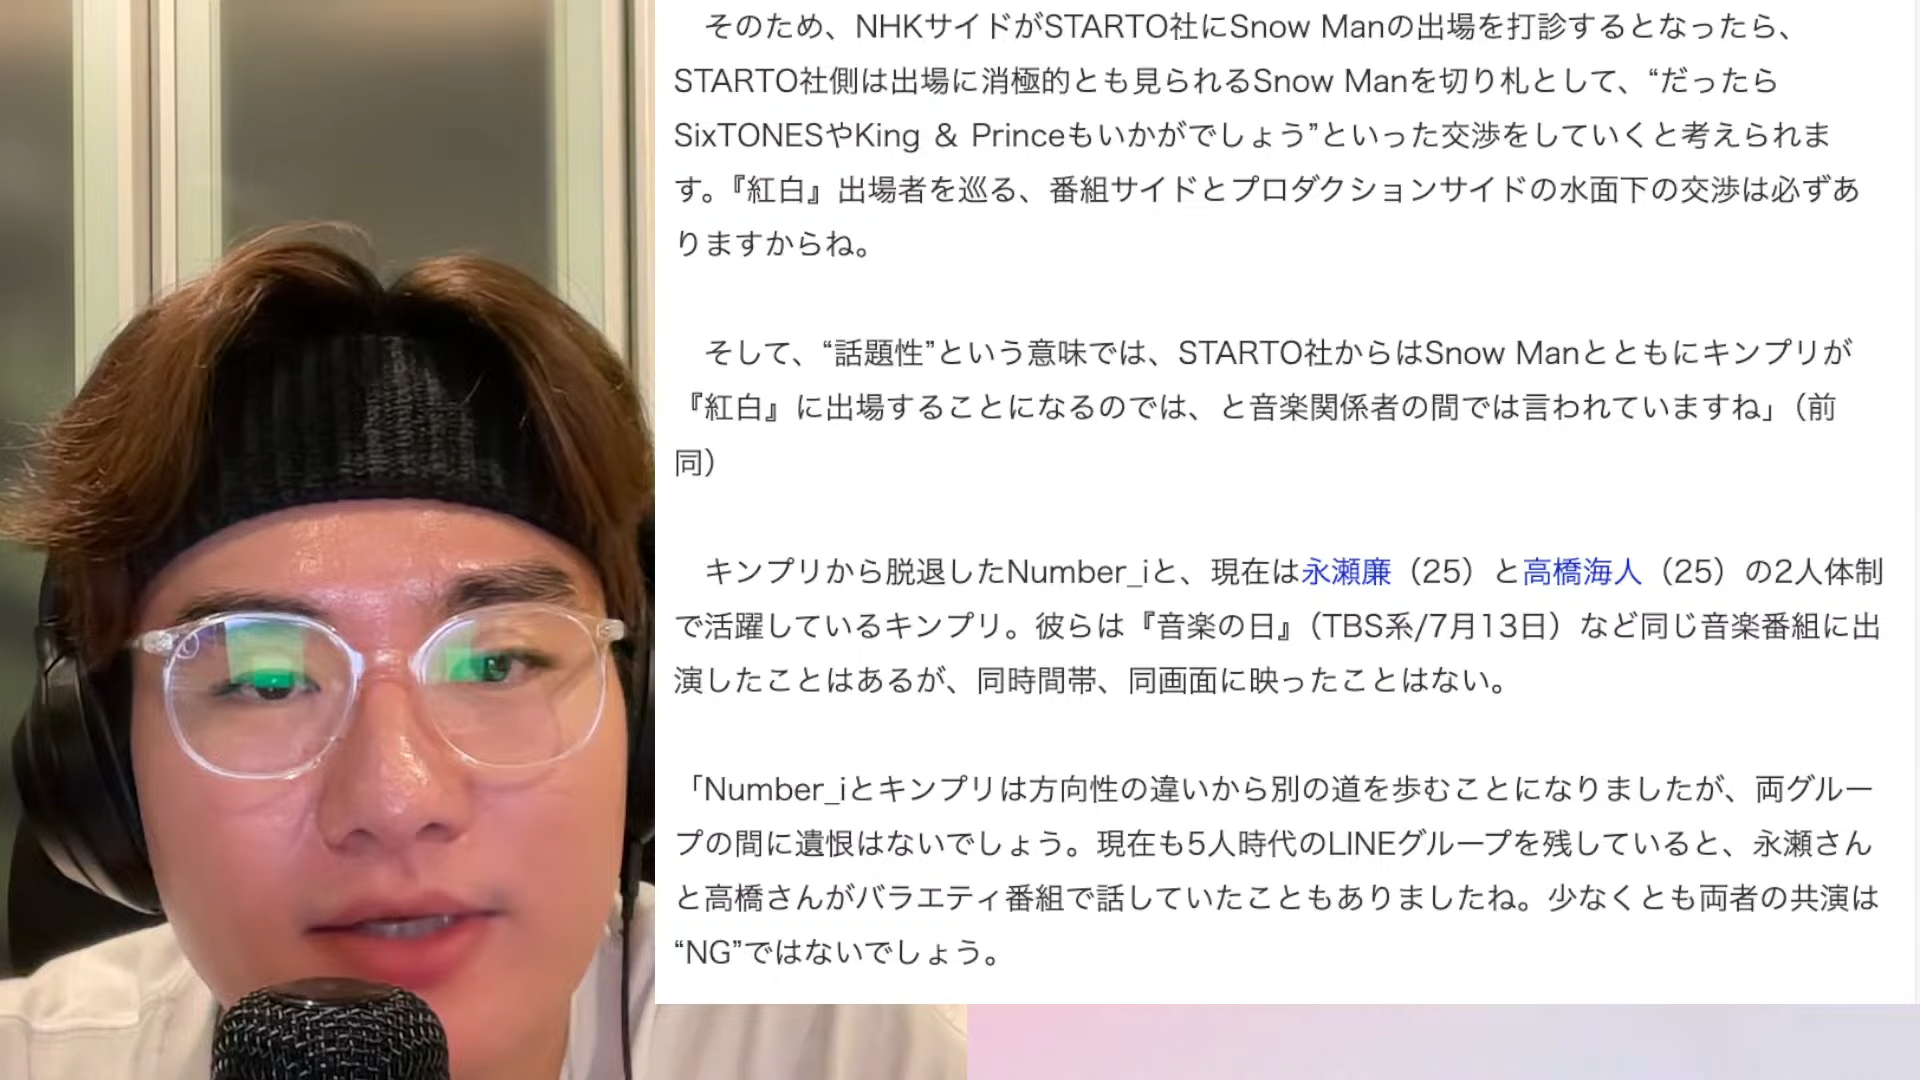 そのため、NHKサイドがSTARTO社にSnow Manの出場を打診するとなったら、
STARTO社側は出場に消極的とも見られるSnow Manを切り札として、“だったら
SixTONESやKing ＆ Princeもいかがでしょう”といった交渉をしていくと考えられま
す。『紅白』出場者を巡る、番組サイドとプロダクションサイドの水面下の交渉は必ずあ
りますからね。
そして、“話題性”という意味では、STARTO社からはSnow Manとともにキンプリが
『紅白』に出場することになるのでは、と音楽関係者の間では言われていますね」（前
同）
キンプリから脱退したNumber_iと、現在は永瀬廉（25）と高橋海人（25）の2人体制
で活躍しているキンプリ。彼らは『音楽の日』（TBS系/7月13日）など同じ音楽番組に出
演したことはあるが、同時間帯、同画面に映ったことはない。
「Number_iとキンプリは方向性の違いから別の道を歩むことになりましたが、両グルー
プの間に遺恨はないでしょう。現在も5人時代のLINEグループを残していると、永瀬さん
と高橋さんがバラエティ番組で話していたこともありましたね。少なくとも両者の共演は
“NG”ではないでしょう。